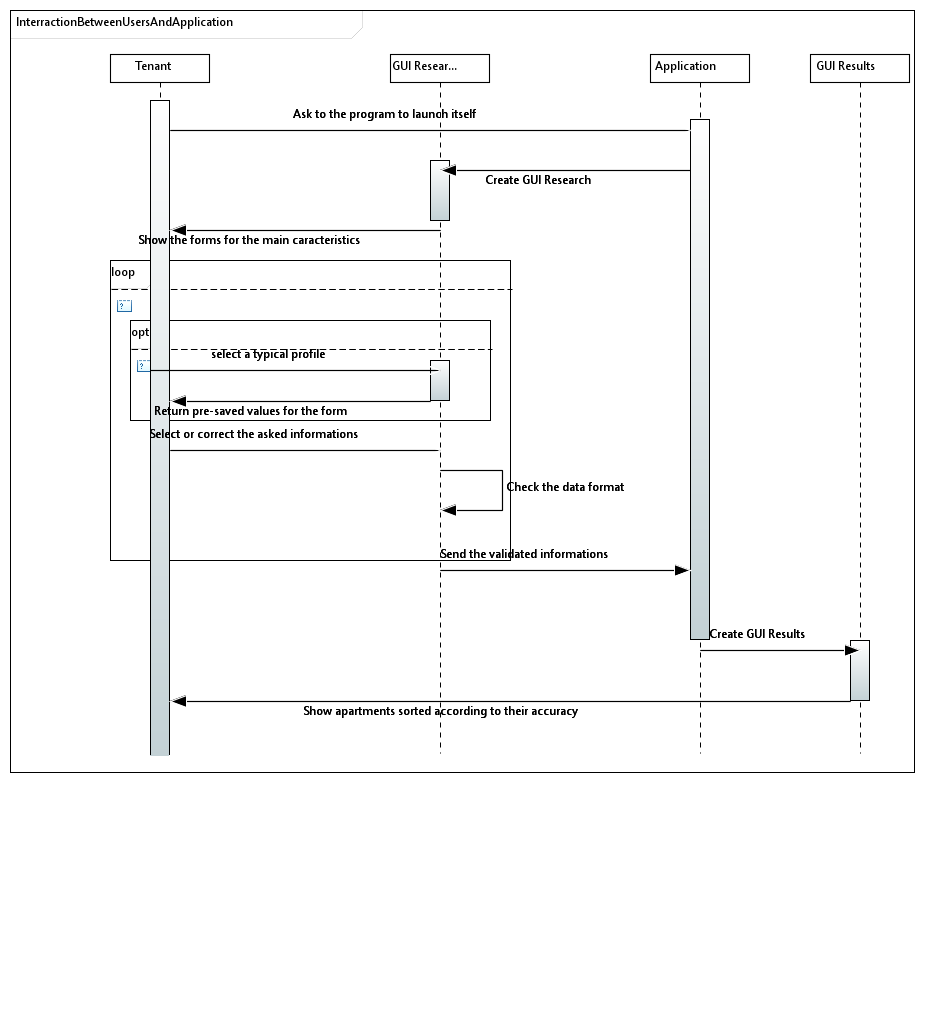 InterractionBetweenUsersAndApplication
Tenant
GUI Resear...
Application
GUI Results
Ask to the program to launch itself
Create GUI Research
Show the forms for the main caracteristics
loop
?
opt
select a typical profile
?
Return pre-saved values for the form
Select or correct the asked informations
Check the data format
Send the validated informations
Create GUI Results
Show apartments sorted according to their accuracy